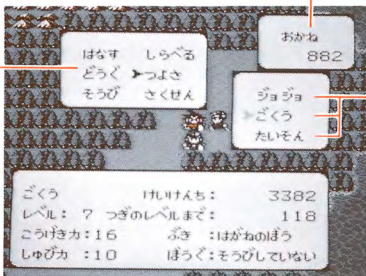 おかね
882
はなす しらべる
どうぐ ➤つよさ
そうび さくせん
ジョジョ
➤ごくう
たいそん
ごくう けいけんち: 3382
レベル: 7 つぎのレベルまで: 118
こうげき力:16 ぶき :はがねのぼう
しゅび力 :10 ぼうぐ:そうびしていない